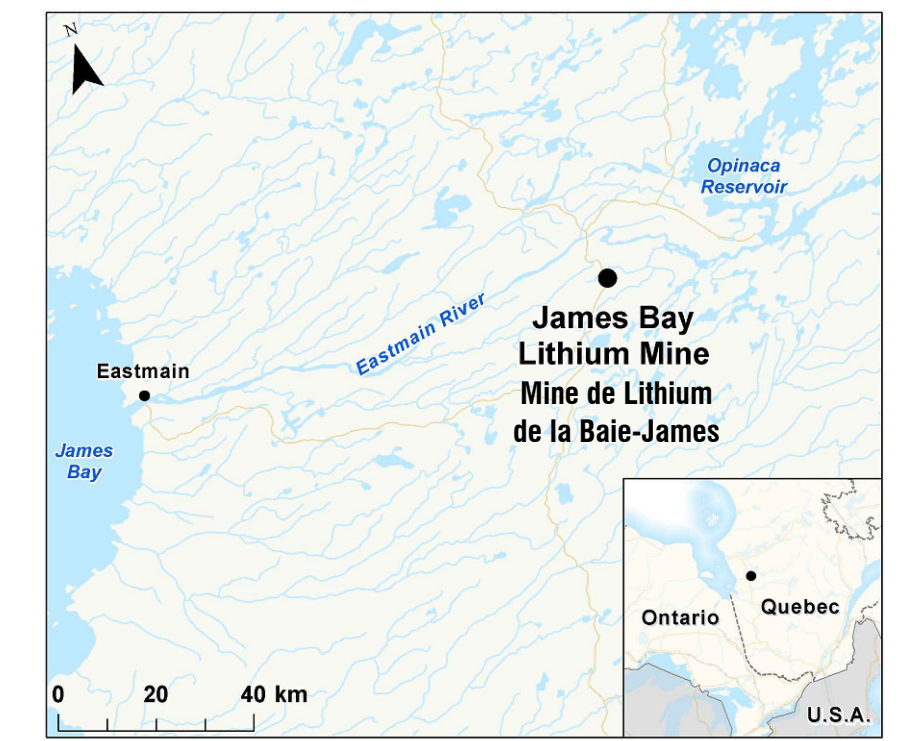 N
Opinaca
Reservoir
Eastmain River
James Bay
Lithium Mine
Mine de Lithium
de la Baie-James
Eastmain
James
Bay
Ontario
Quebec
U.S.A.
0 20 40 km